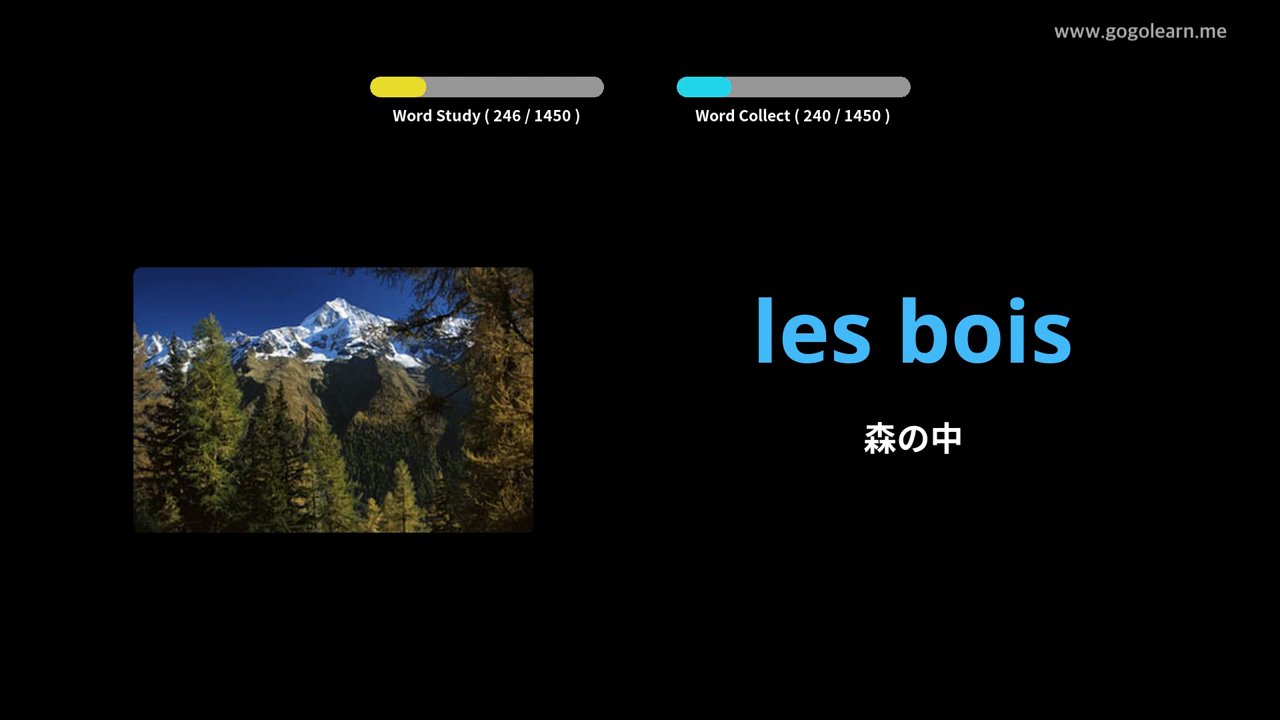 www.gogolearn.me
Word Study ( 246 / 1450 )
Word Collect ( 240 / 1450 )
les bois
森の中